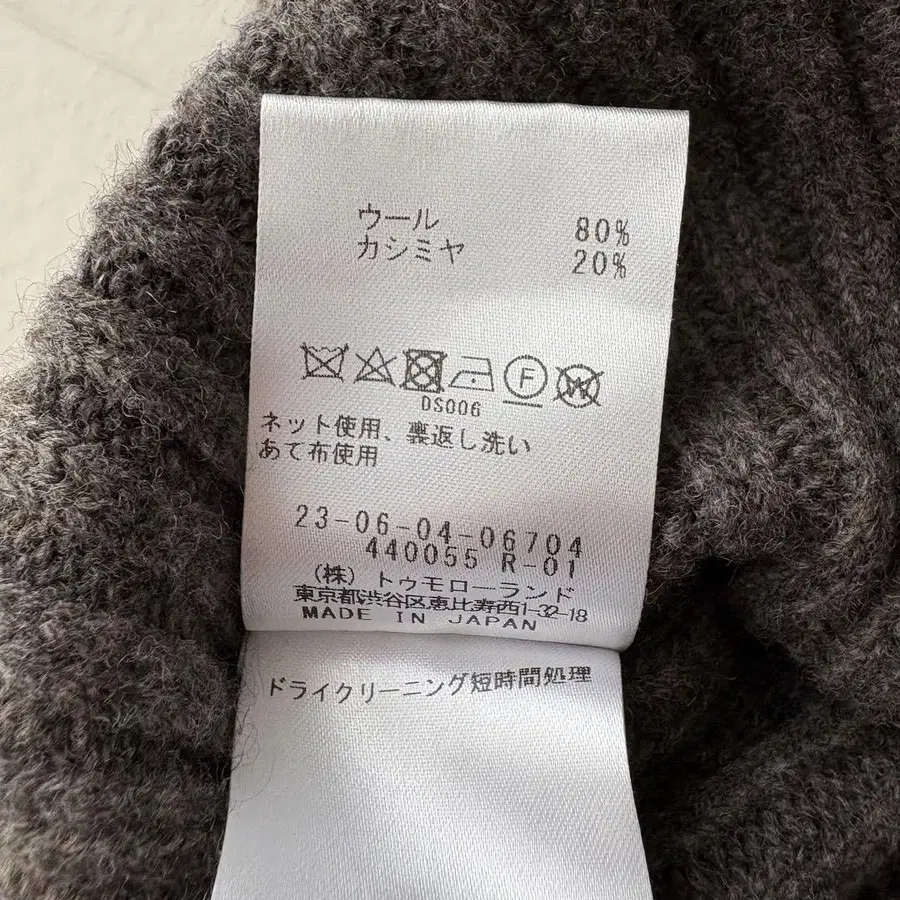 ウール 80%
カシミヤ 20%
F W
DS006
ネット使用、裏返し洗い
あて布使用
23-06-04-06704
440055 R-01
(株) トゥモローランド
東京都渋谷区恵比寿西1-32-18
MADE IN JAPAN
ドライクリーニング短時間処理